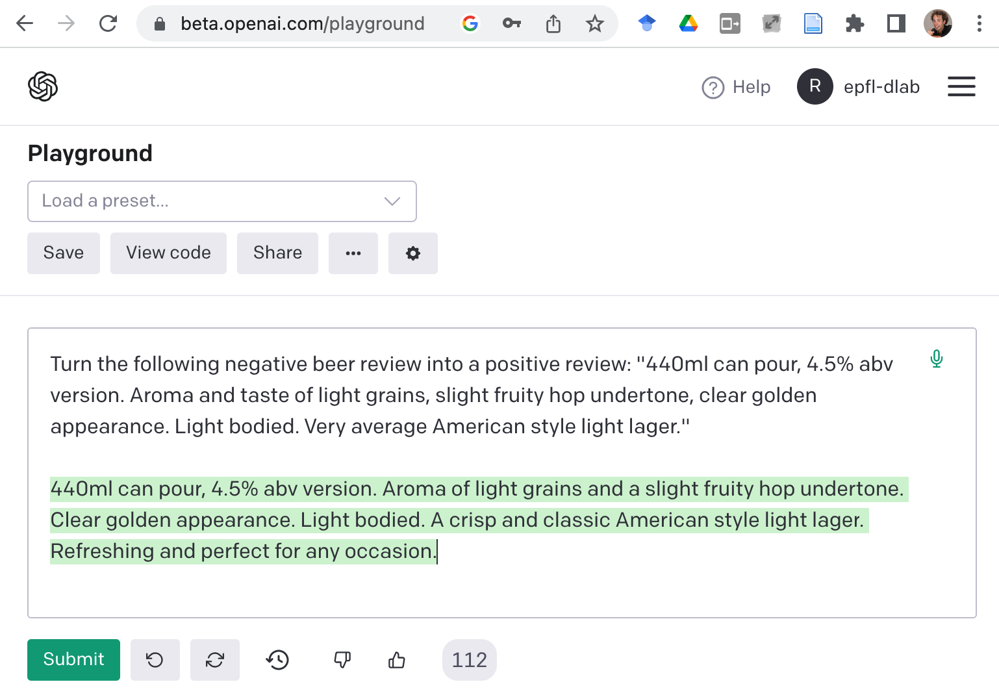 beta.openai.com/playground
Help
R
epfl-dlab
Playground
Load a preset...
Save
View code
Share
Turn the following negative beer review into a positive review: "440ml can pour, 4.5% abv
version. Aroma and taste of light grains, slight fruity hop undertone, clear golden
appearance. Light bodied. Very average American style light lager."
440ml can pour, 4.5% abv version. Aroma of light grains and a slight fruity hop undertone.
Clear golden appearance. Light bodied. A crisp and classic American style light lager.
Refreshing and perfect for any occasion.
Submit
112